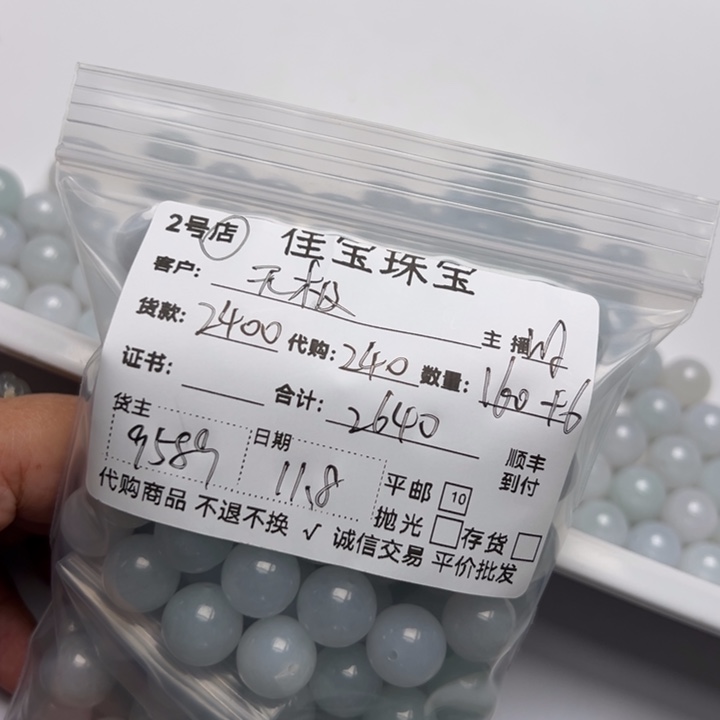 2号店 佳宝珠宝
客户: 无极 主播
货款: 2400 代购: 240 数量: 160
证书: 合计: 2640
货主 9589 日期 11.8 平邮 10 顺丰到付
抛光 存货
代购商品 不退不换 √ 诚信交易 平价批发